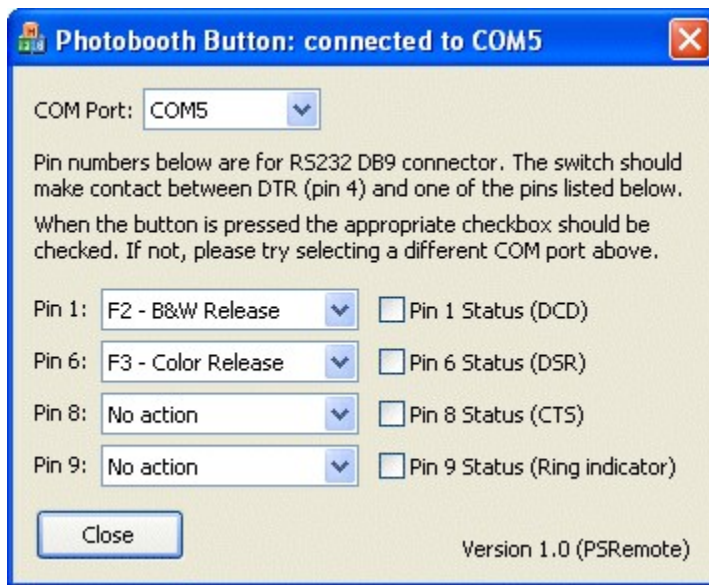 Photobooth Button: connected to COM5
COM Port: COM5
Pin numbers below are for RS232 DB9 connector. The switch should
make contact between DTR (pin 4) and one of the pins listed below.
When the button is pressed the appropriate checkbox should be
checked. If not, please try selecting a different COM port above.
Pin 1: F2 - B&W Release Pin 1 Status (DCD)
Pin 6: F3 - Color Release Pin 6 Status (DSR)
Pin 8: No action Pin 8 Status (CTS)
Pin 9: No action Pin 9 Status (Ring indicator)
Close
Version 1.0 (PSRemote)